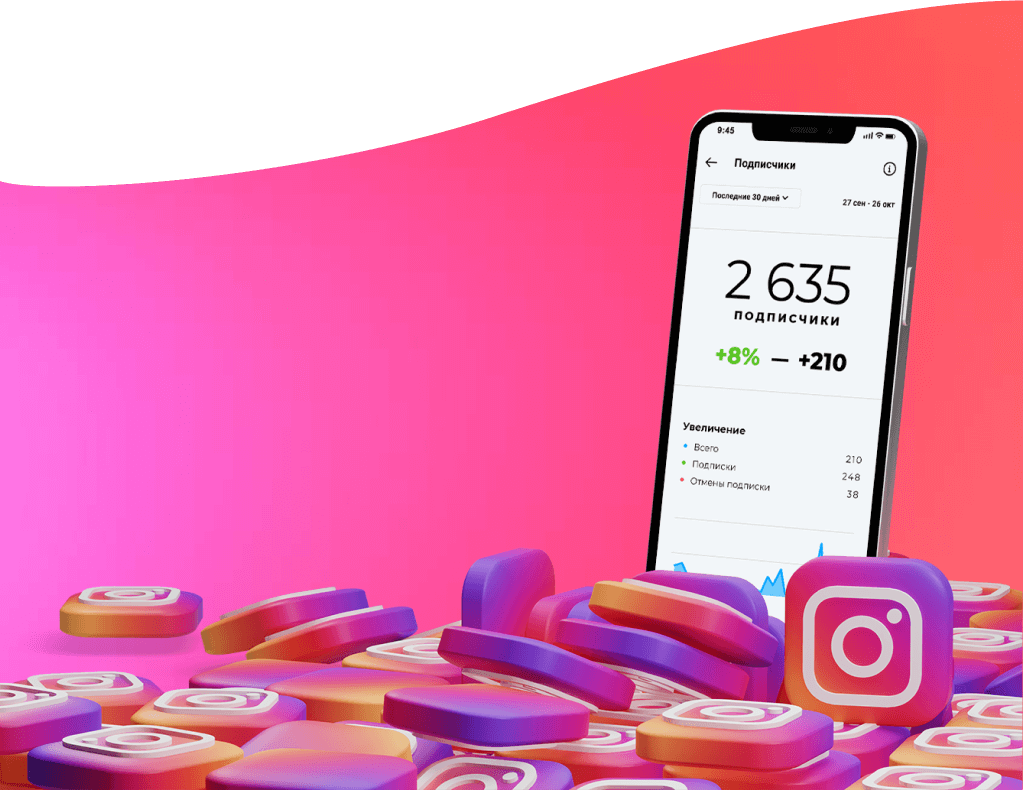 9:45
Подписчики
Последние 30 дней
27 сен - 26 окт
2 635
подписчики
+8% — +210
Увеличение
Всего 210
Подписки 248
Отмены подписки 38